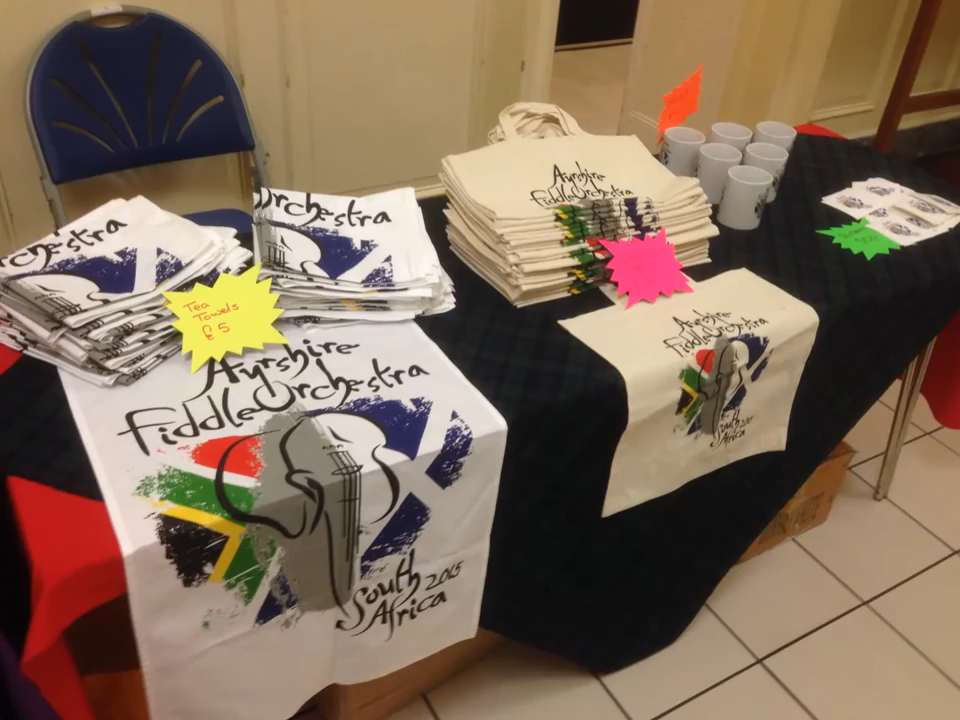 Orchestra
Orchestra
Tea
Towels
£5
Ayrshire
Fiddle Orchestra
South 2015
Africa
Ayrshire
Fiddle Orchestra
Ayrshire
Fiddle Orchestra
South 2015
Africa